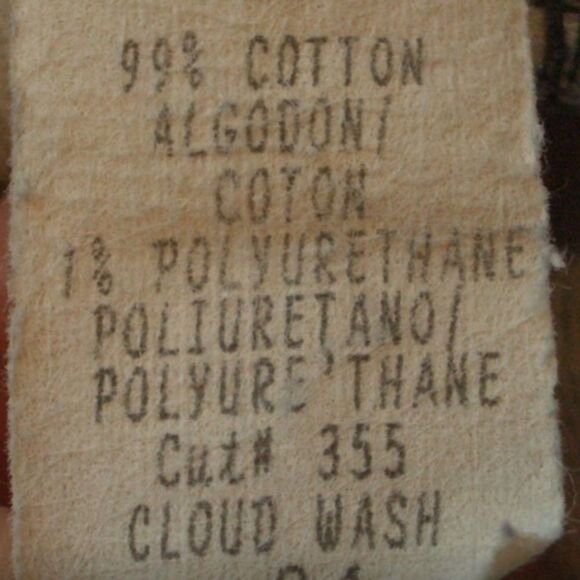 99% COTTON
ALGODON/
COTON
1% POLYURETHANE
POLIURETANO/
POLYURE'THANE
Cut# 355
CLOUD WASH